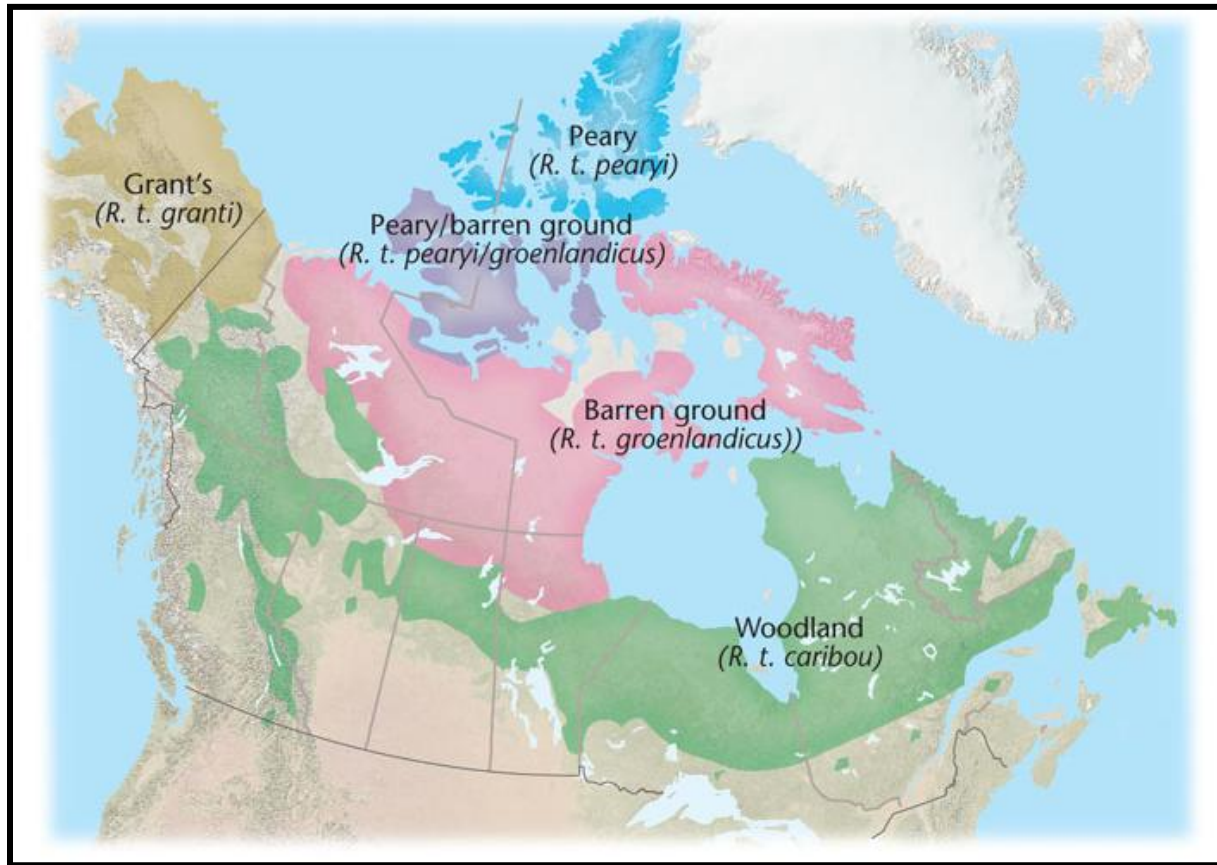 Peary
(R. t. pearyi)
Grant's
(R. t. granti)
Peary/barren ground
(R. t. pearyi/groenlandicus)
Barren ground
(R. t. groenlandicus))
Woodland
(R. t. caribou)